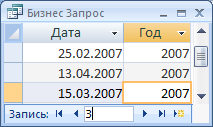 Бизнес Запрос
Дата Год
25.02.2007 2007
13.04.2007 2007
15.03.2007 2007
Запись: 3